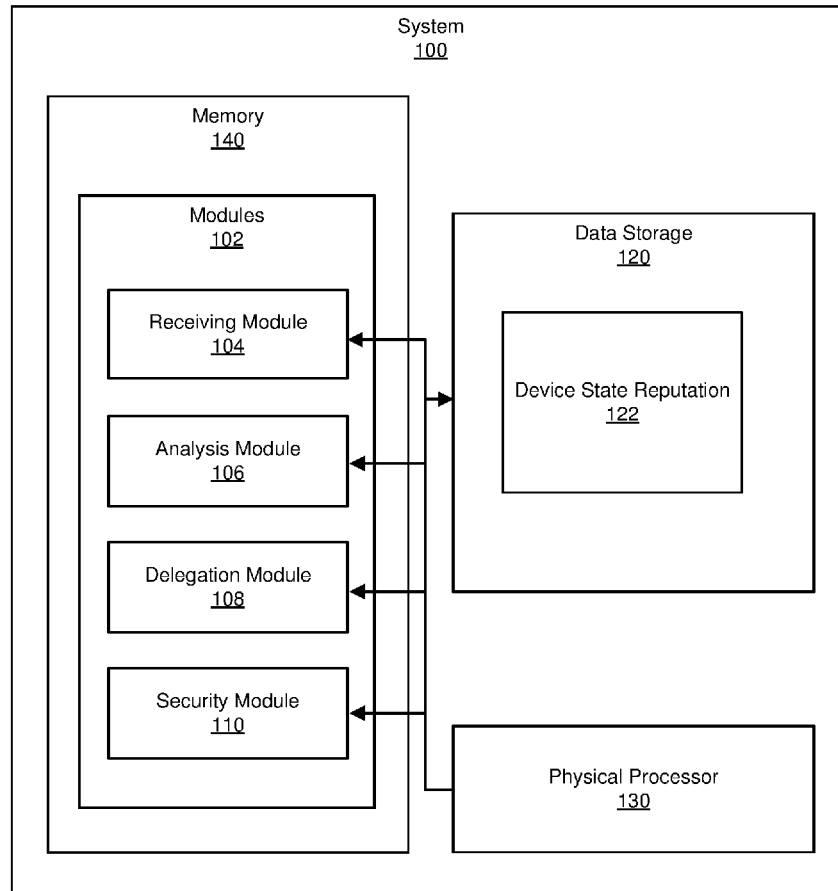 System
100
Memory
140
Modules
102
Receiving Module
104
Analysis Module
106
Delegation Module
108
Security Module
110
Data Storage
120
Device State Reputation
122
Physical Processor
130